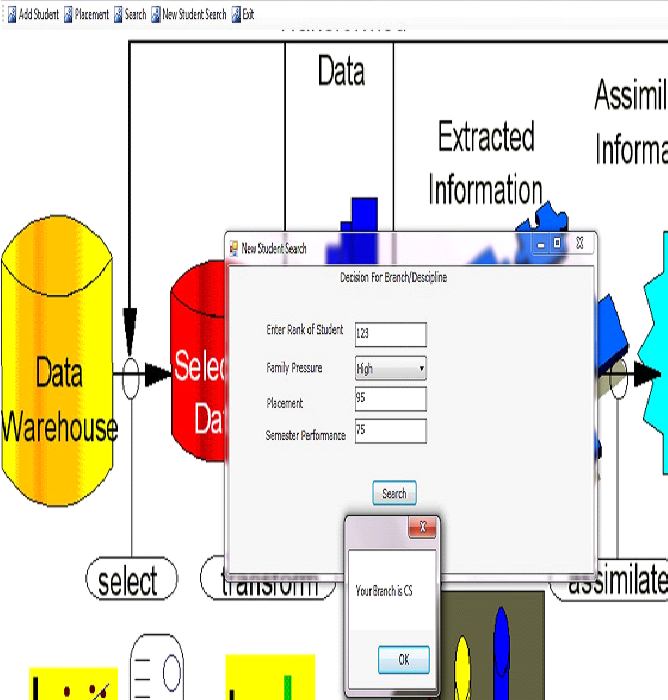 Add Student Placement Search New Student Search Exit
Data
Assimil
Informa
Extracted
Information
New Student Search
Decision For Branch/Descipline
Enter Rank of Student 123
Family Pressure High
Placement 95
Semester Performance 75
Search
Data
Warehouse
Selec
Da
select
transform
assimilate
Your Branch is CS
OK